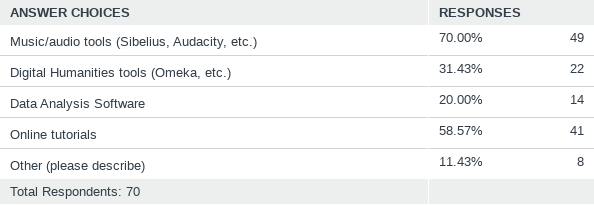 ANSWER CHOICES RESPONSES
Music/audio tools (Sibelius, Audacity, etc.) 70.00% 49
Digital Humanities tools (Omeka, etc.) 31.43% 22
Data Analysis Software 20.00% 14
Online tutorials 58.57% 41
Other (please describe) 11.43% 8
Total Respondents: 70